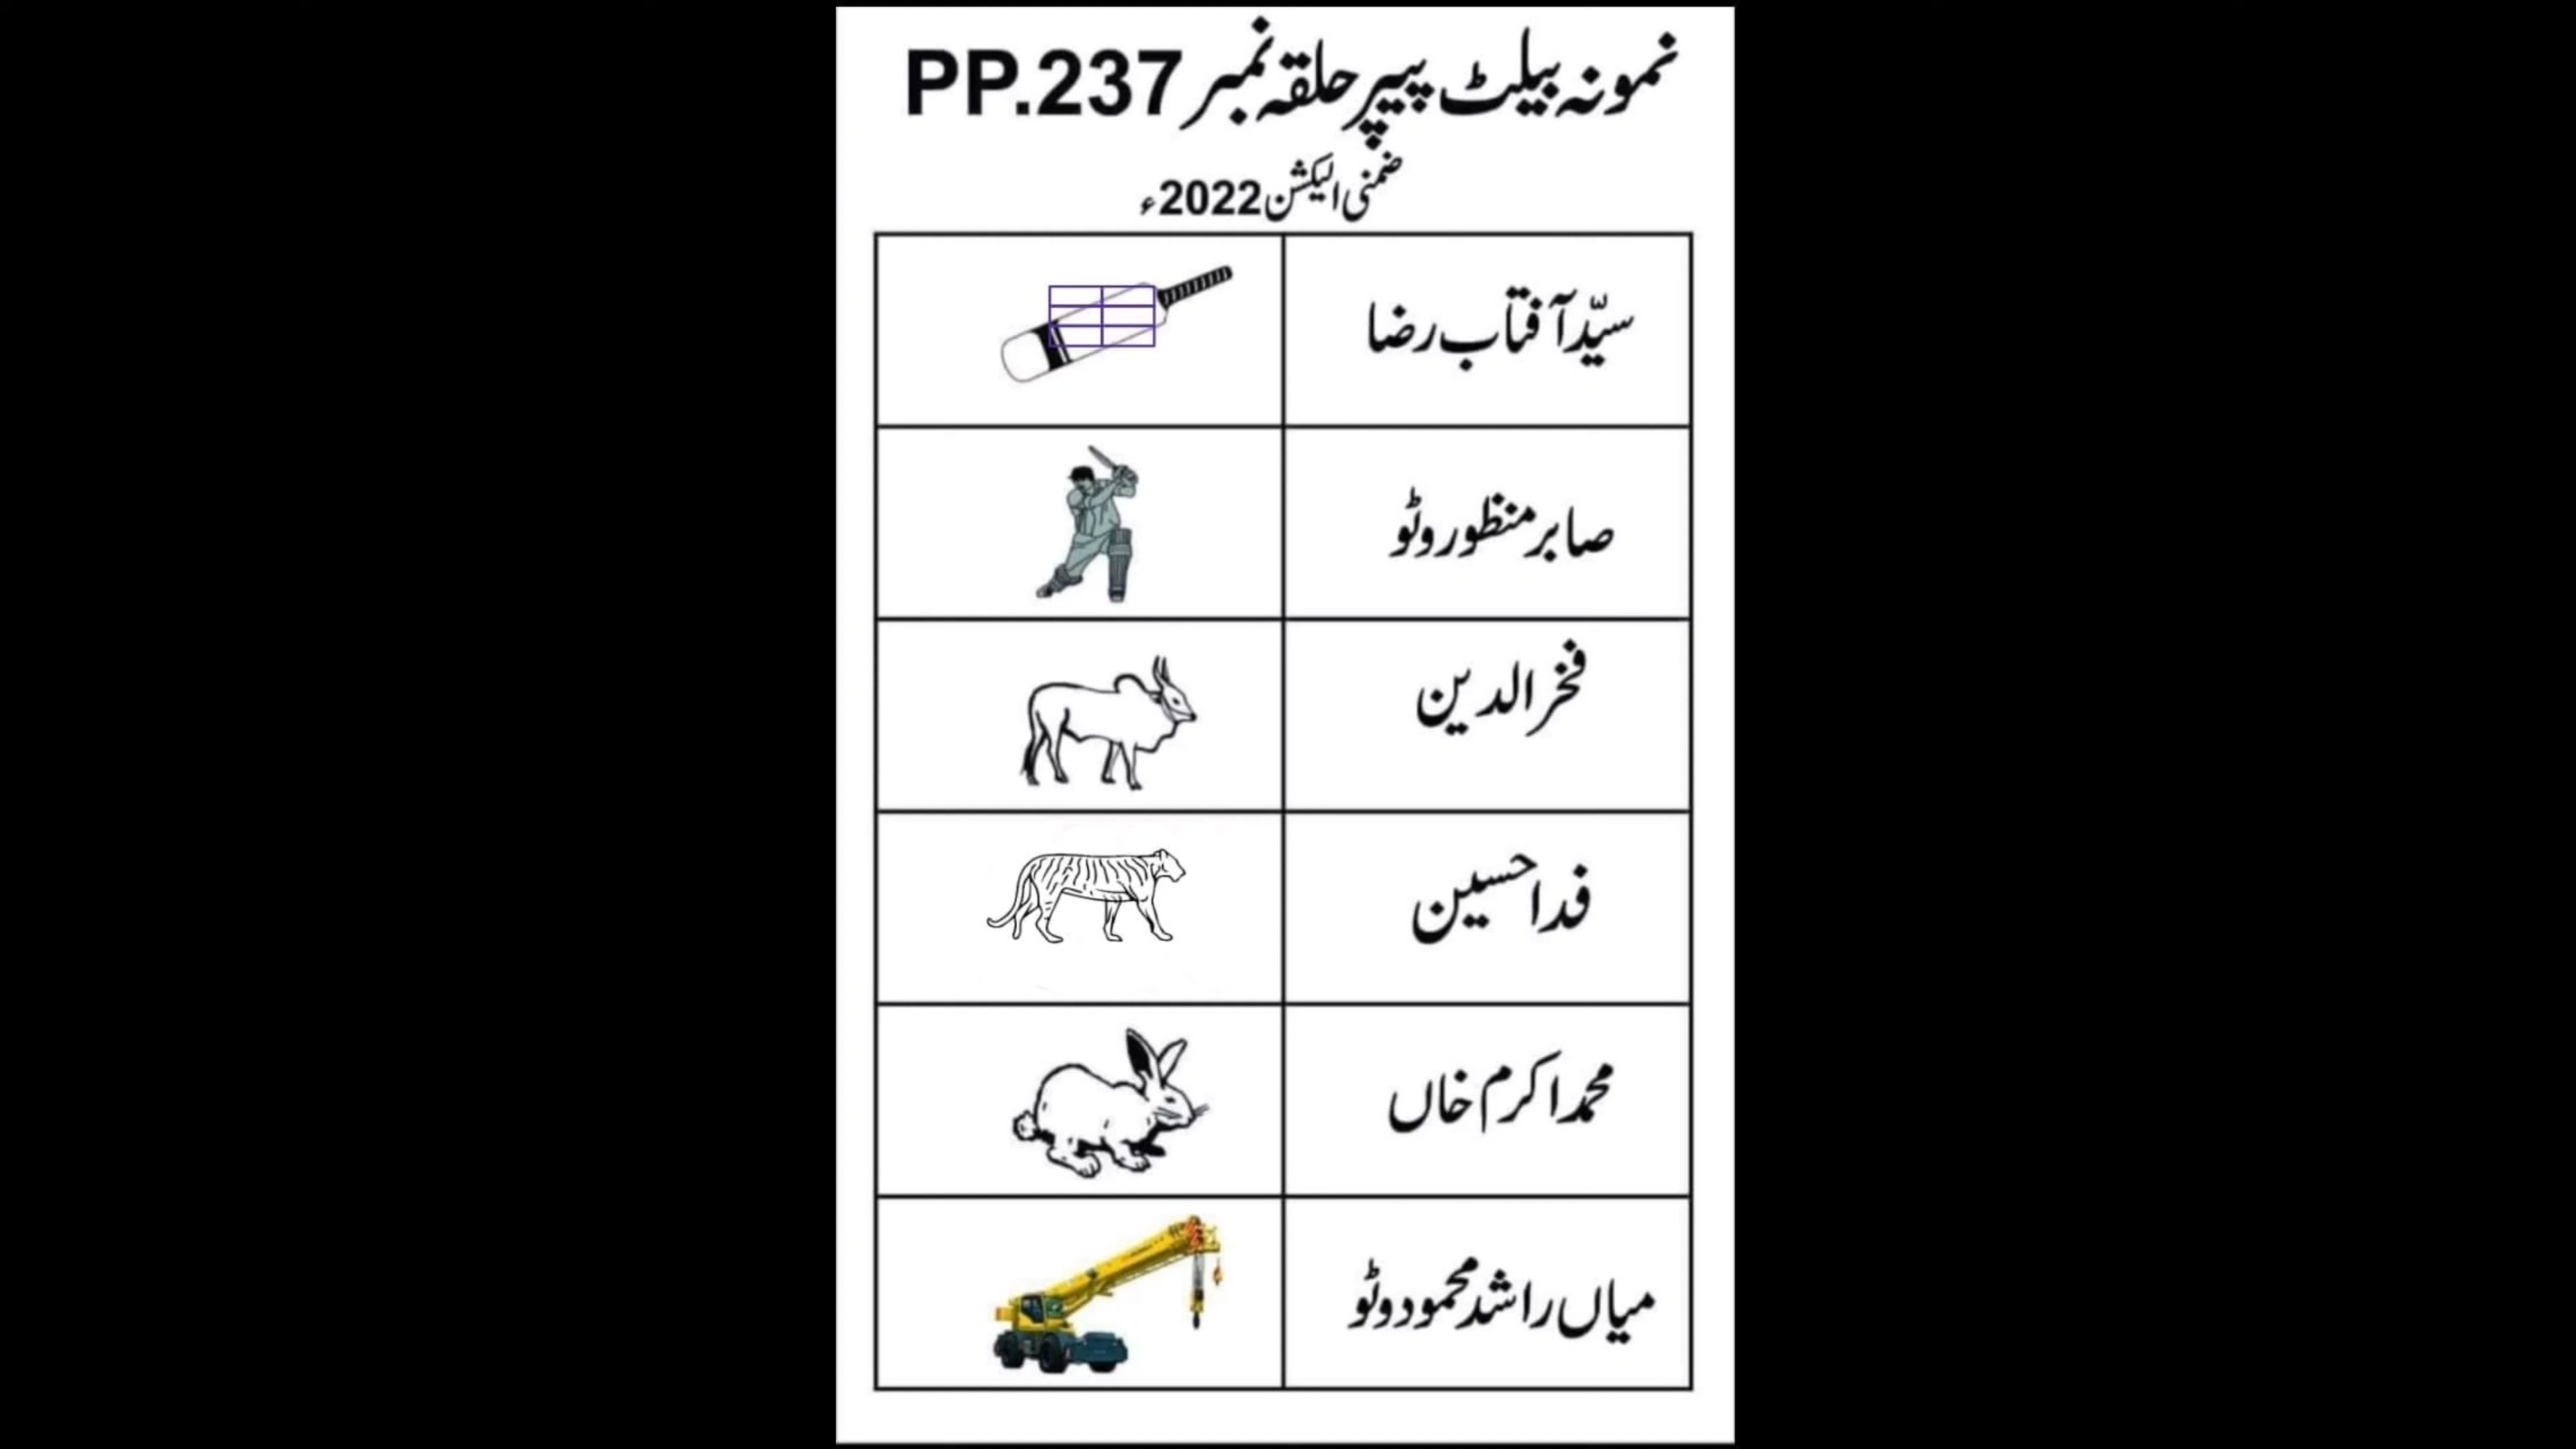 نمونہ بیلٹ پیپر حلقہ نمبر PP.237
ضمنی الیکشن 2022ء
سیّد آفتاب رضا
صابر منظور وٹو
فخر الدین
فدا حسین
محمد اکرم خاں
میاں راشد محمود وٹو